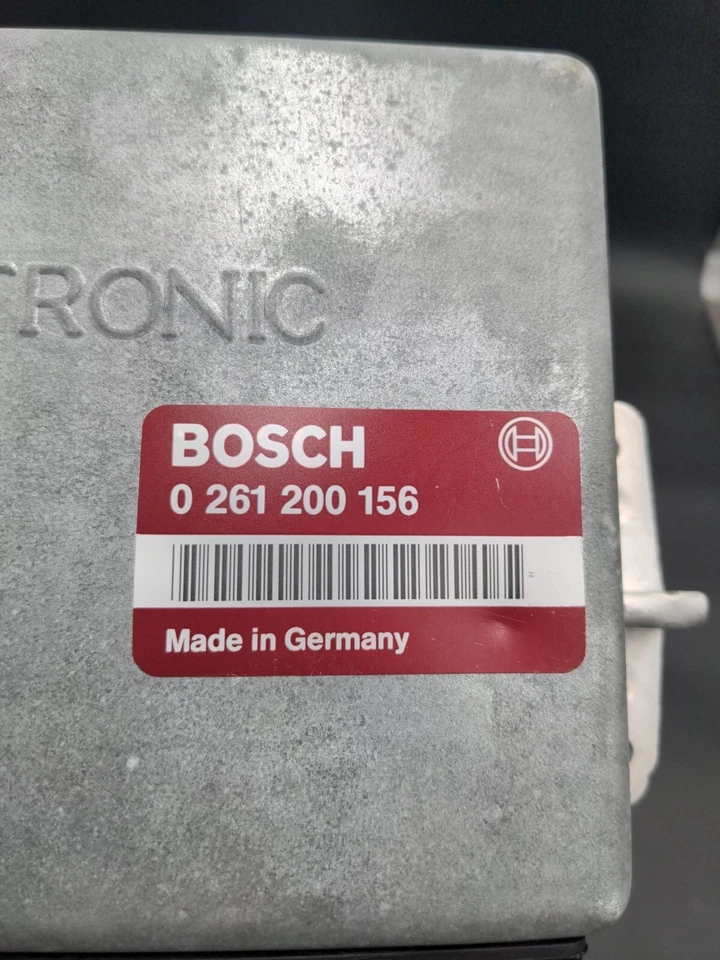 TRONIC
BOSCH
0 261 200 156
Made in Germany